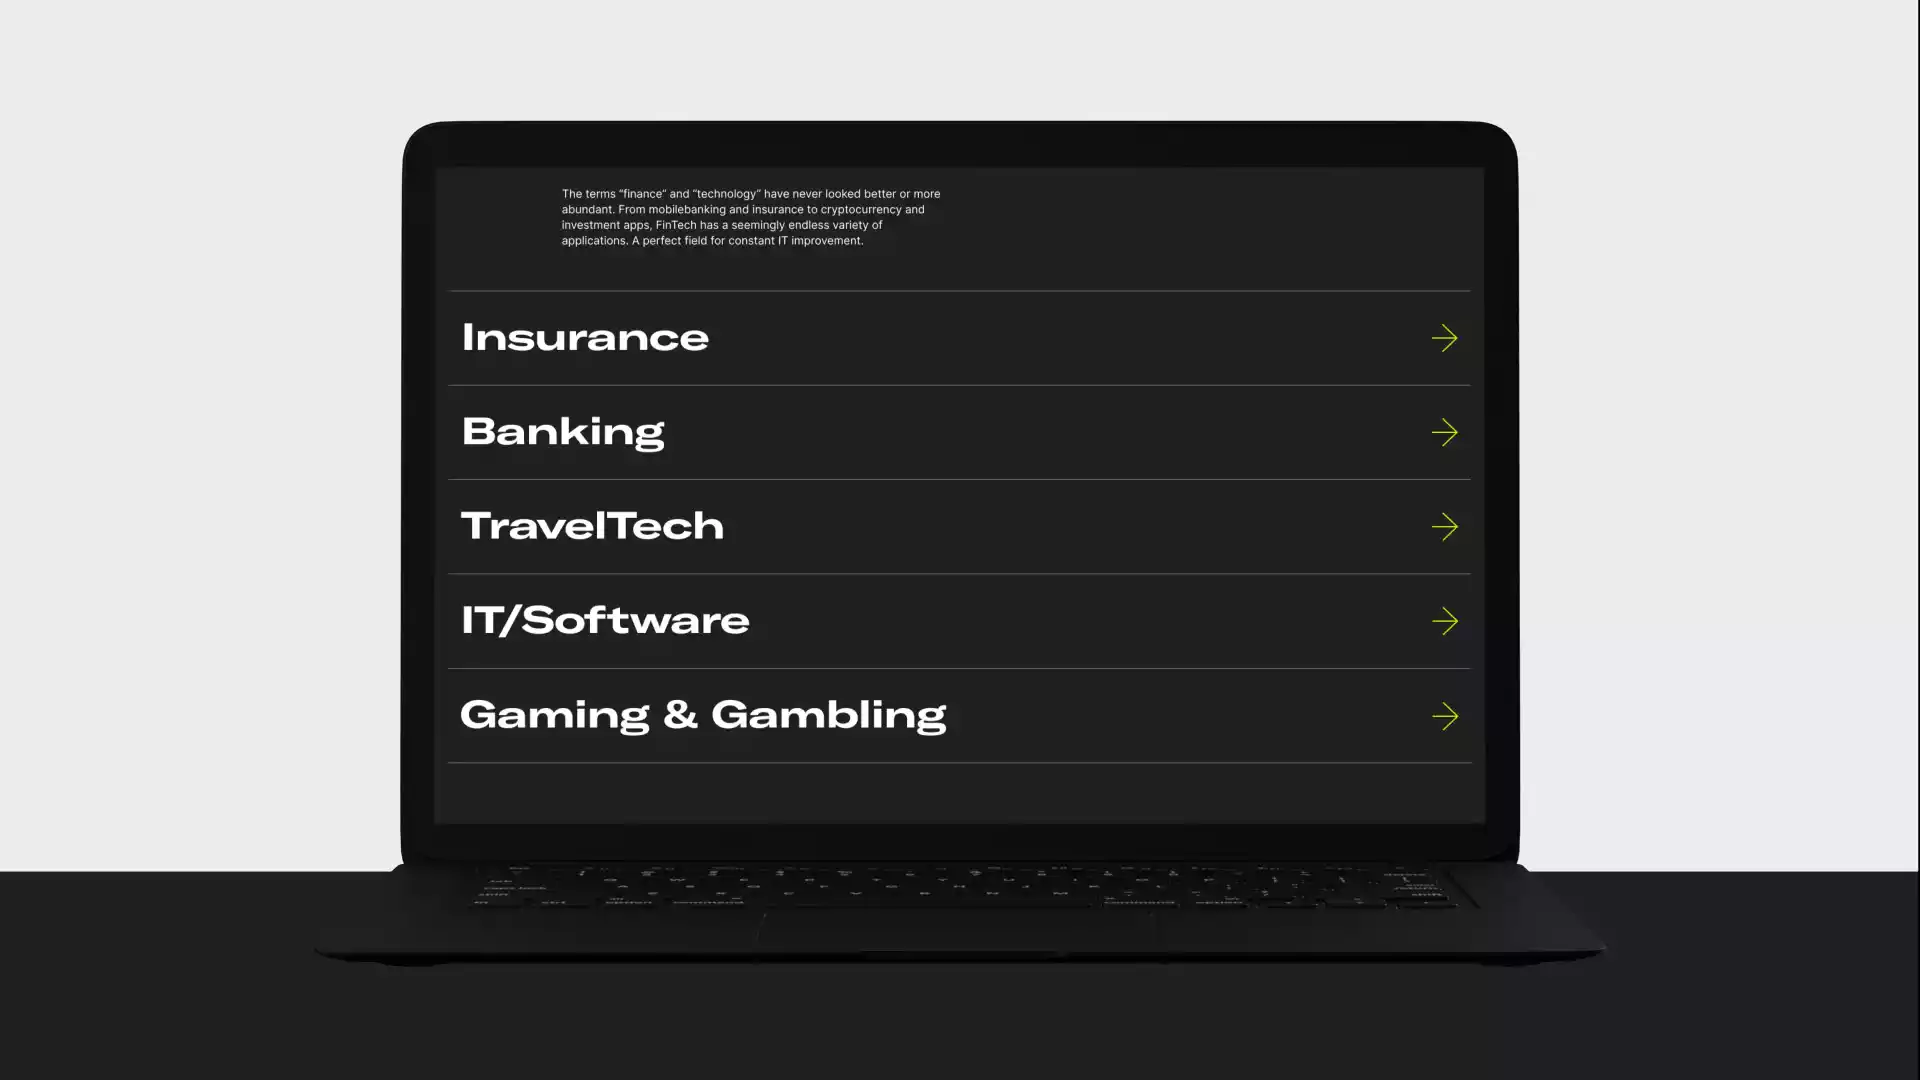 The terms “finance” and “technology” have never looked better or more
abundant. From mobilebanking and insurance to cryptocurrency and
investment apps, FinTech has a seemingly endless variety of
applications. A perfect field for constant IT improvement.
Insurance
Banking
TravelTech
IT/Software
Gaming & Gambling